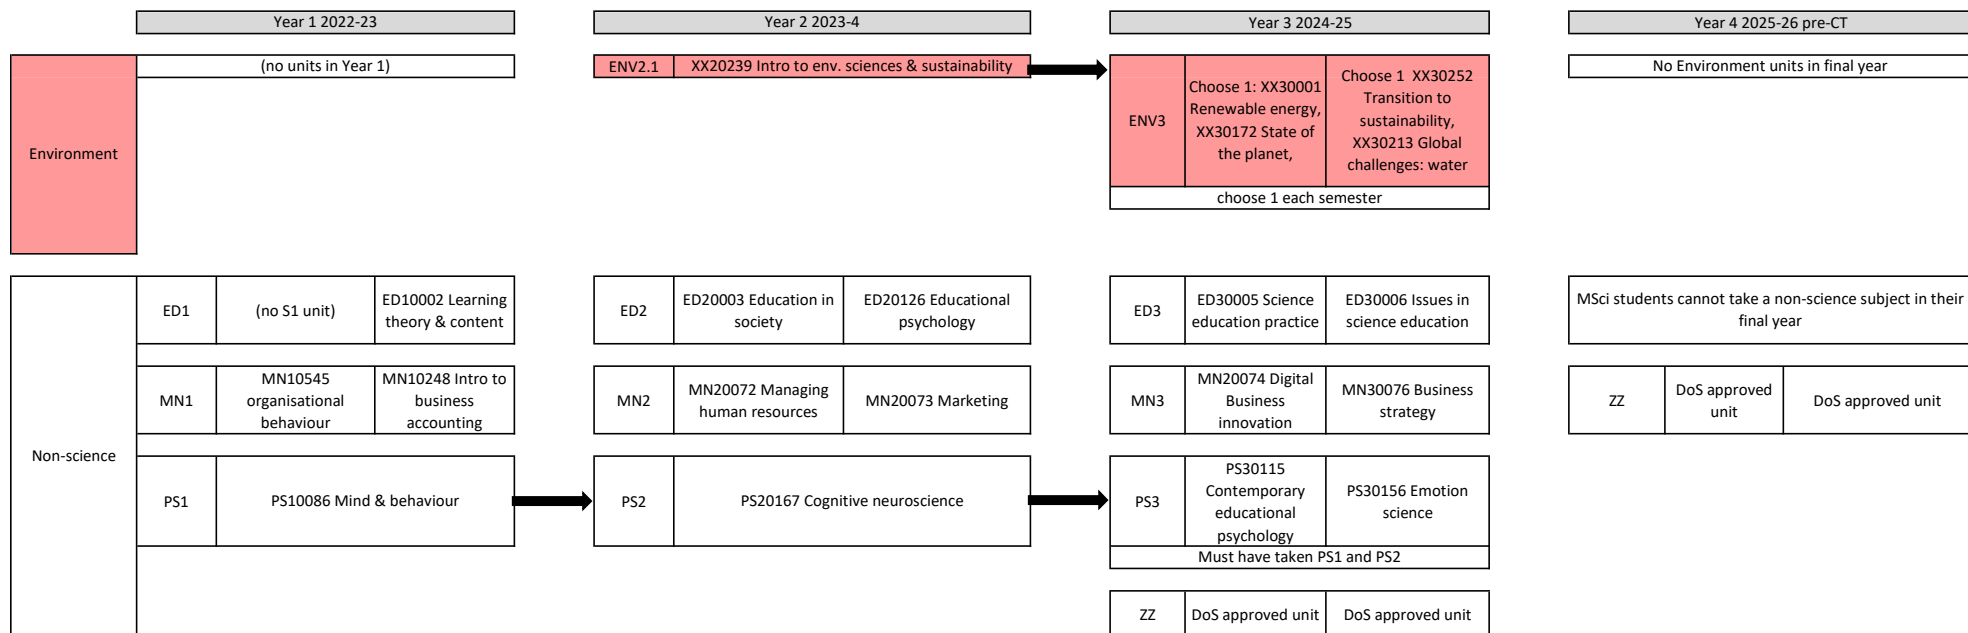 Year 1 2022-23
Year 2 2023-4
Year 3 2024-25
Year 4 2025-26 pre-CT
Environment
(no units in Year 1)
ENV2.1
XX20239 Intro to env. sciences & sustainability
ENV3
Choose 1: XX30001
Renewable energy,
XX30172 State of
the planet,
Choose 1 XX30252
Transition to
sustainability,
XX30213 Global
challenges: water
choose 1 each semester
No Environment units in final year
Non-science
ED1
(no S1 unit)
ED10002 Learning
theory & content
ED2
ED20003 Education in
society
ED20126 Educational
psychology
ED3
ED30005 Science
education practice
ED30006 Issues in
science education
MSci students cannot take a non-science subject in their
final year
MN1
MN10545
organisational
behaviour
MN10248 Intro to
business
accounting
MN2
MN20072 Managing
human resources
MN20073 Marketing
MN3
MN20074 Digital
Business
innovation
MN30076 Business
strategy
ZZ
DoS approved
unit
DoS approved unit
PS1
PS10086 Mind & behaviour
PS2
PS20167 Cognitive neuroscience
PS3
PS30115
Contemporary
educational
psychology
PS30156 Emotion
science
Must have taken PS1 and PS2
ZZ
DoS approved unit
DoS approved unit